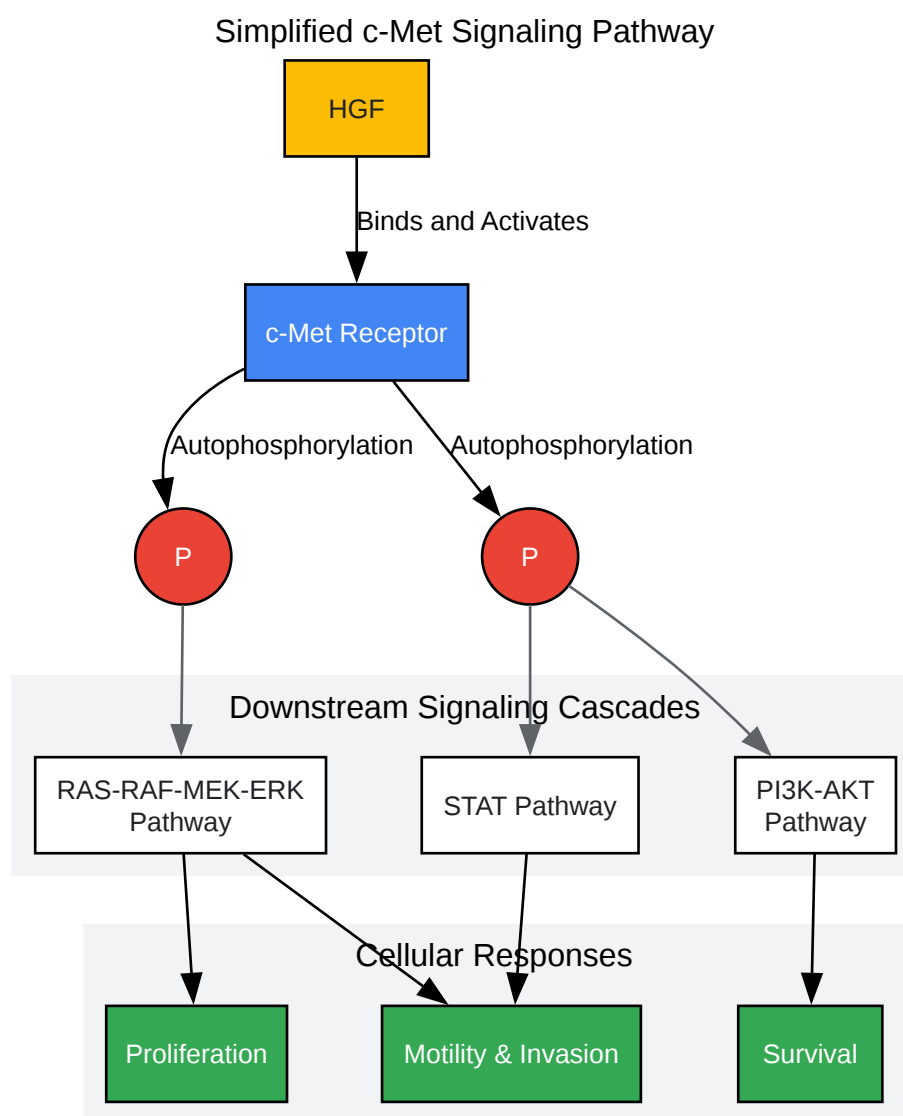 Simplified c-Met Signaling Pathway
HGF
Binds and Activates
c-Met Receptor
Autophosphorylation
Autophosphorylation
P
P
Downstream Signaling Cascades
RAS-RAF-MEK-ERK
Pathway
STAT Pathway
PI3K-AKT
Pathway
Cellular Responses
Proliferation
Motility & Invasion
Survival